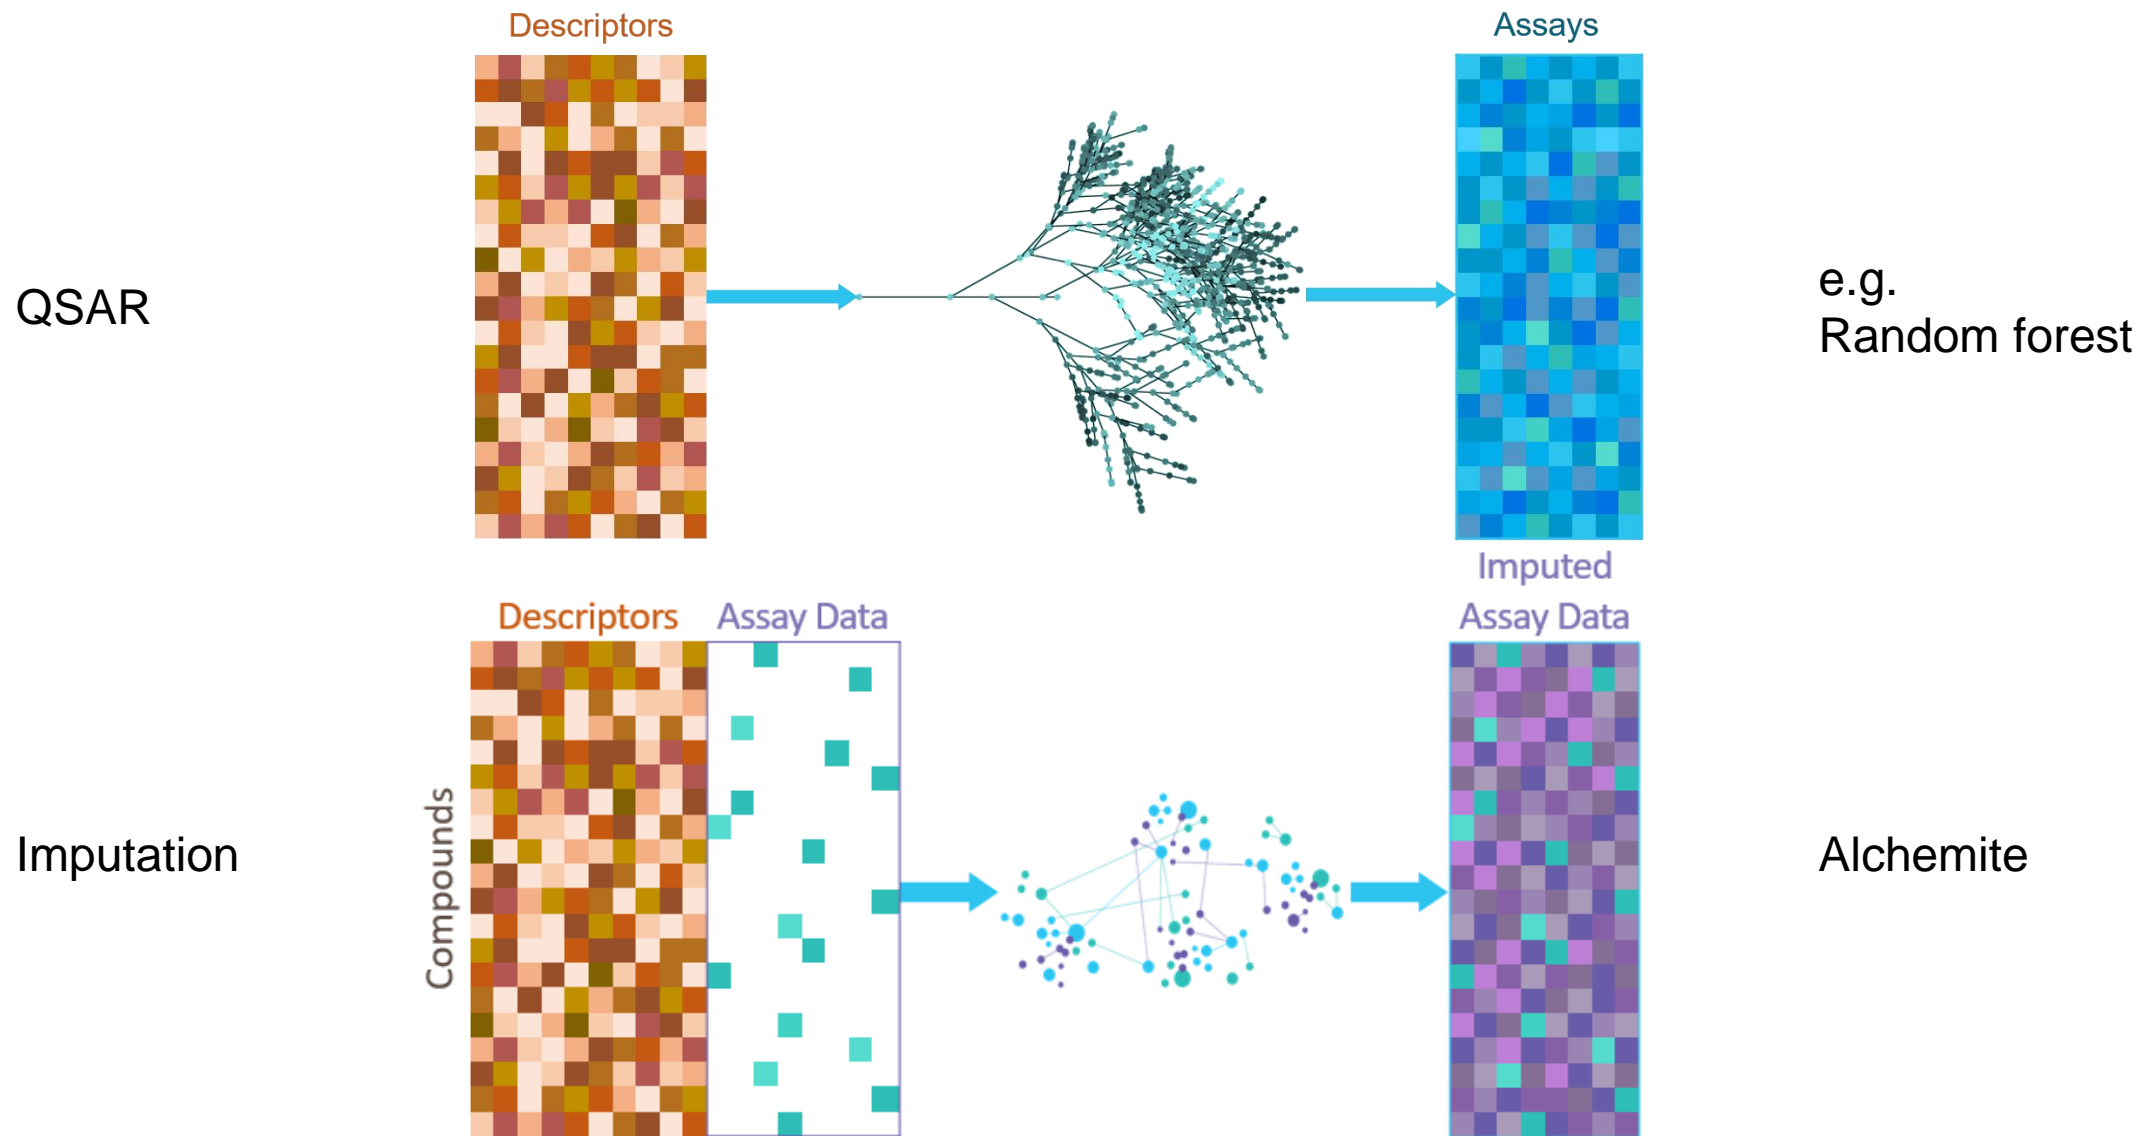 Descriptors
Assays
QSAR
e.g.
Random forest
Imputed
Descriptors
Assay Data
Assay Data
Compounds
Imputation
Alchemite